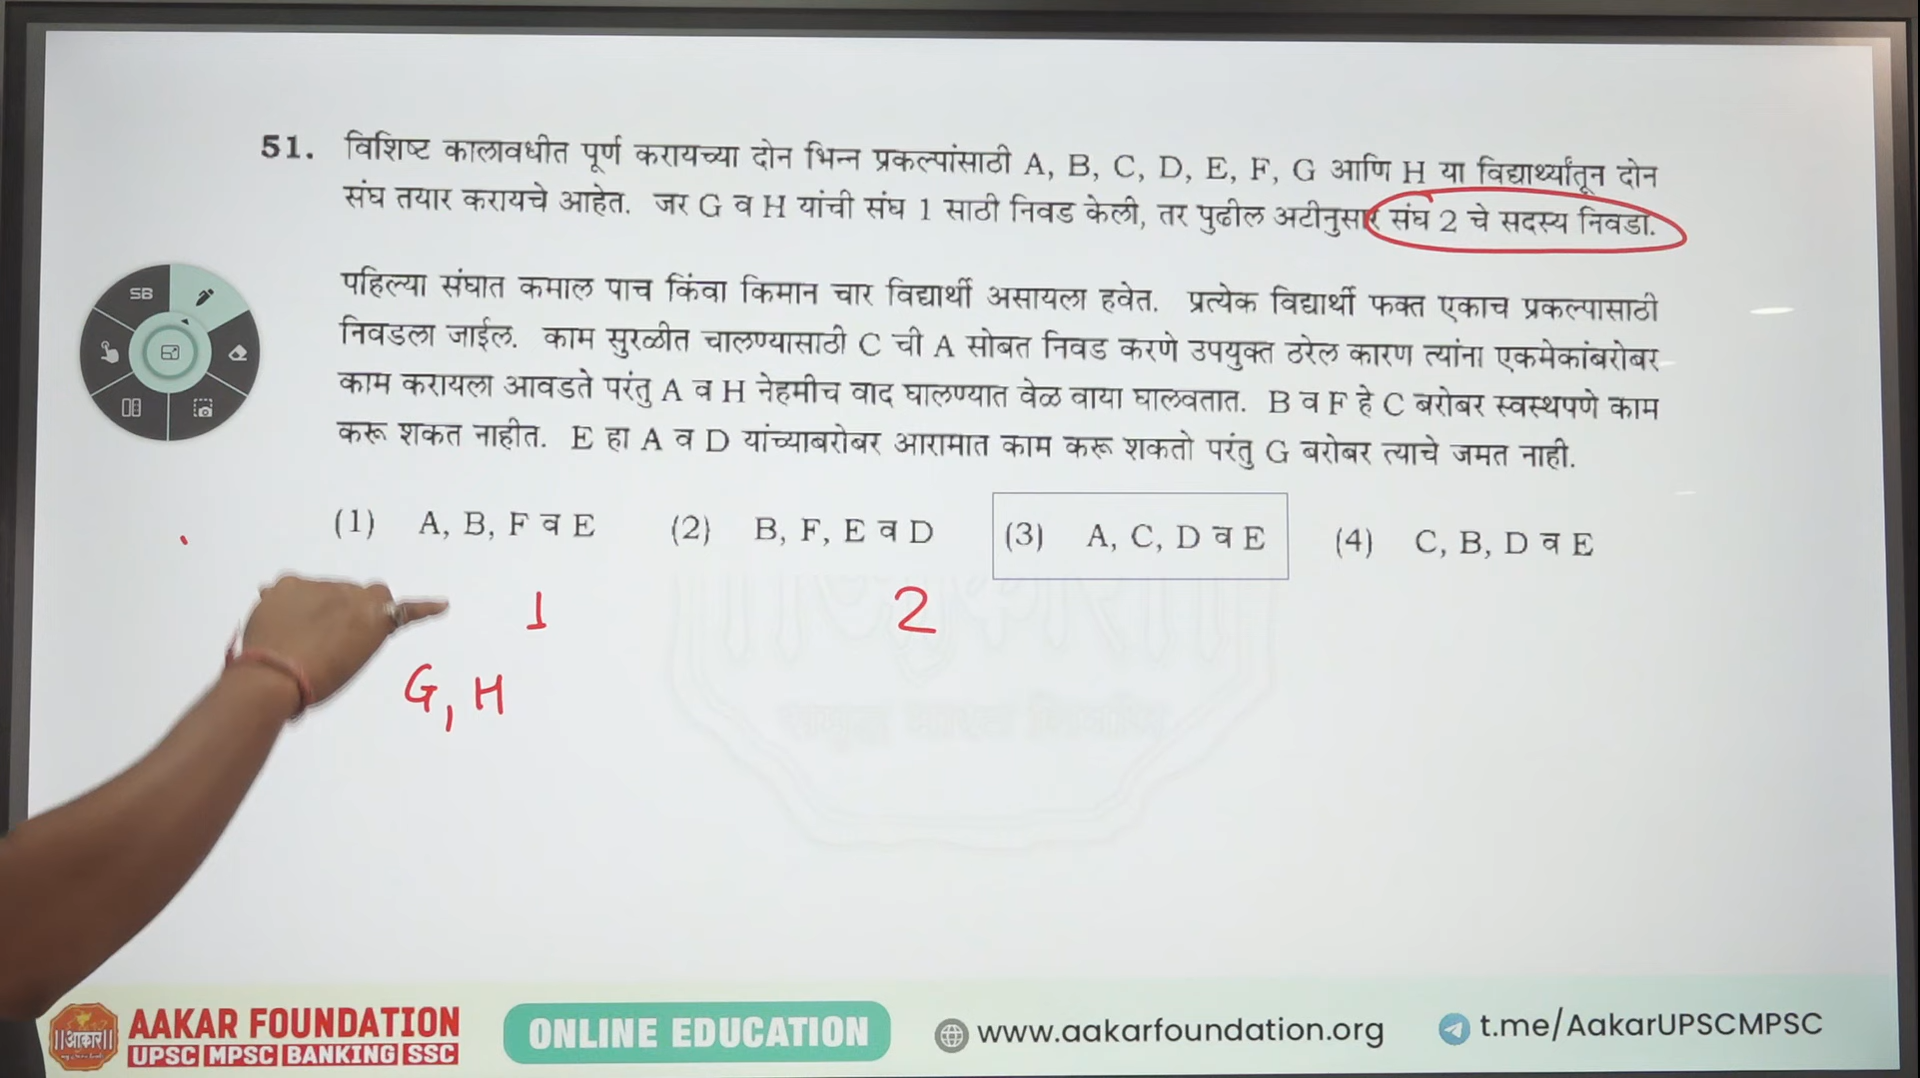 51. विशिष्ट कालावधीत पूर्ण करायच्या दोन भिन्न प्रकल्पांसाठी A, B, C, D, E, F, G आणि H या विद्यार्थ्यांतून दोन
संघ तयार करायचे आहेत. जर G व H यांची संघ 1 साठी निवड केली, तर पुढील अटीनुसार संघ 2 चे सदस्य निवडा.
पहिल्या संघात कमाल पाच किंवा किमान चार विद्यार्थी असायला हवेत. प्रत्येक विद्यार्थी फक्त एकाच प्रकल्पासाठी
निवडला जाईल. काम सुरळीत चालण्यासाठी C ची A सोबत निवड करणे उपयुक्त ठरेल कारण त्यांना एकमेकांबरोबर
काम करायला आवडते परंतु A व H नेहमीच वाद घालण्यात वेळ वाया घालवतात. B व F हे C बरोबर स्वस्थपणे काम
करू शकत नाहीत. E हा A व D यांच्याबरोबर आरामात काम करू शकतो परंतु G बरोबर त्याचे जमत नाही.
(1) A, B, F व E (2) B, F, E व D (3) A, C, D व E (4) C, B, D व E
1 2
G, H
SB
॥आकार॥
AAKAR FOUNDATION
UPSC MPSC BANKING SSC
ONLINE EDUCATION
www.aakarfoundation.org
t.me/AakarUPSCMPSC